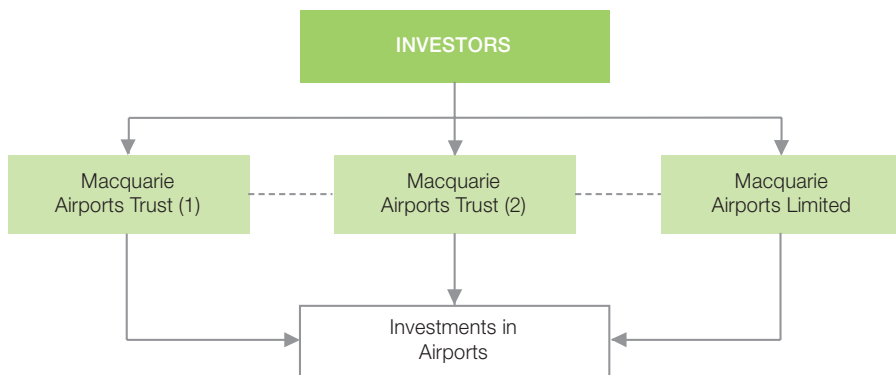 INVESTORS
Macquarie
Airports Trust (1)
Macquarie
Airports Trust (2)
Macquarie
Airports Limited
Investments in
Airports